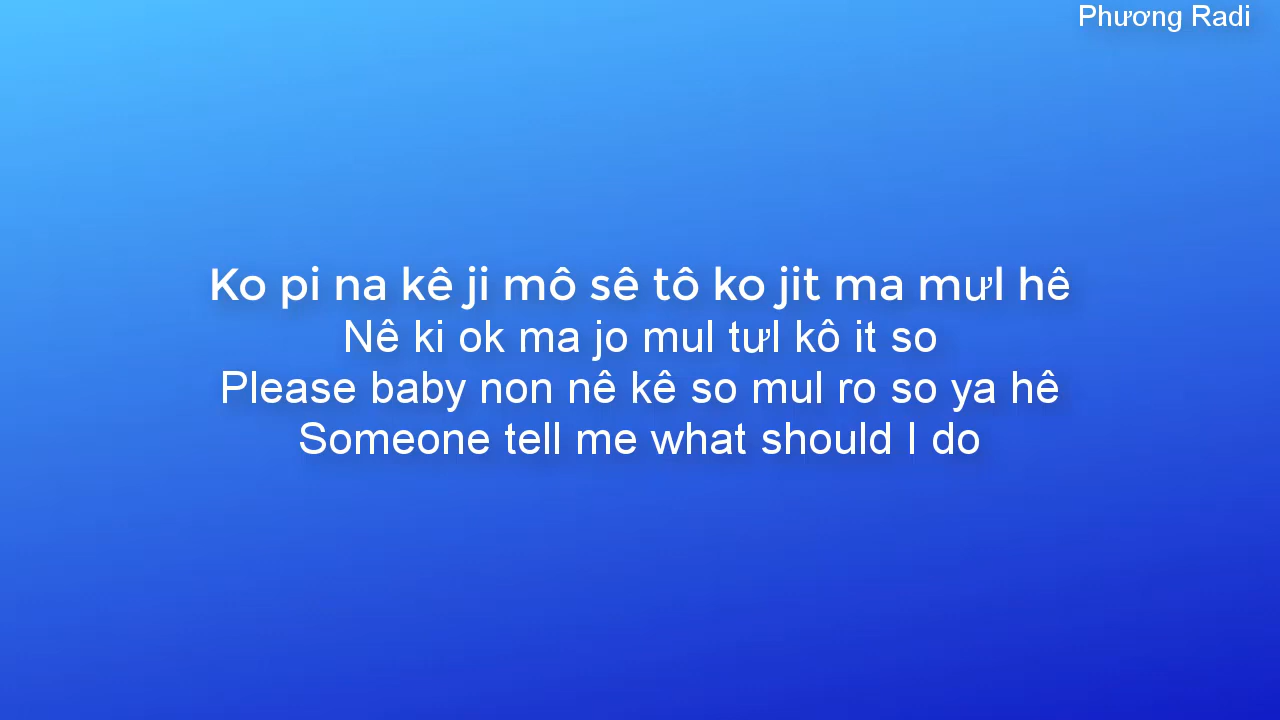 Phương Radi
Ko pi na kê ji mô sê tô ko jit ma mưl hê
Nê ki ok ma jo mul tưl kô it so
Please baby non nê kê so mul ro so ya hê
Someone tell me what should I do